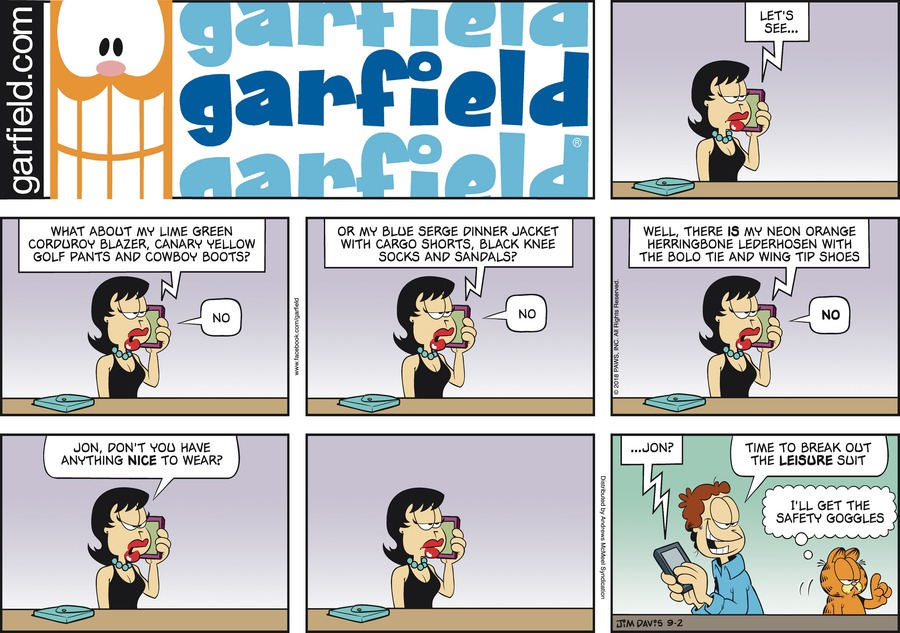 garfield.com
garfield
garfield
garfield
®
LET'S
SEE...
WHAT ABOUT MY LIME GREEN
CORDUROY BLAZER, CANARY YELLOW
GOLF PANTS AND COWBOY BOOTS?
NO
www.facebook.com/garfield
OR MY BLUE SERGE DINNER JACKET
WITH CARGO SHORTS, BLACK KNEE
SOCKS AND SANDALS?
NO
© 2018 PAWS, INC. All Rights Reserved.
WELL, THERE IS MY NEON ORANGE
HERRINGBONE LEDERHOSEN WITH
THE BOLO TIE AND WING TIP SHOES
NO
JON, DON'T YOU HAVE
ANYTHING NICE TO WEAR?
Distributed by Andrews McMeel Syndication
...JON?
TIME TO BREAK OUT
THE LEISURE SUIT
I'LL GET THE
SAFETY GOGGLES
JIM DAVIS 9-2